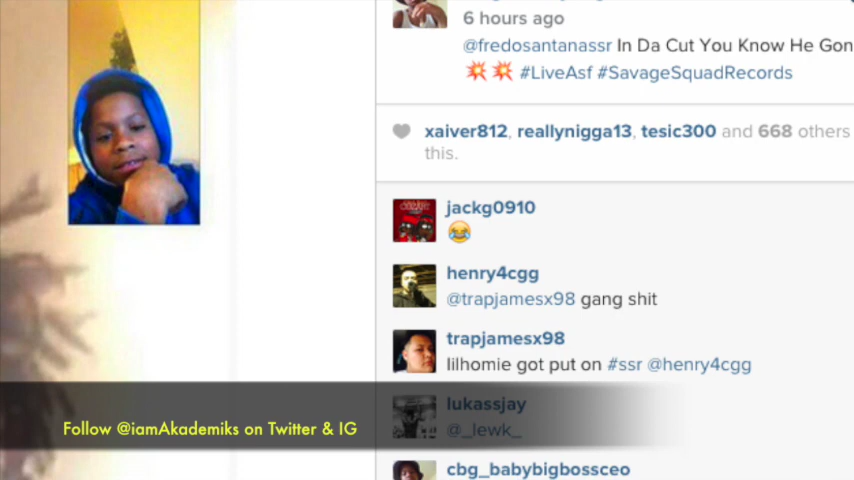 6 hours ago
@fredosantanassr In Da Cut You Know He Gon
💥 💥 #LiveAsf #SavageSquadRecords
xaiver812, reallynigga13, tesic300 and 668 others
this.
jackg0910
😂
henry4cgg
@trapjamesx98 gang shit
trapjamesx98
lilhomie got put on #ssr @henry4cgg
lukassjay
@_lewk_
Follow @iamAkademiks on Twitter & IG
cbg_babybigbossceo